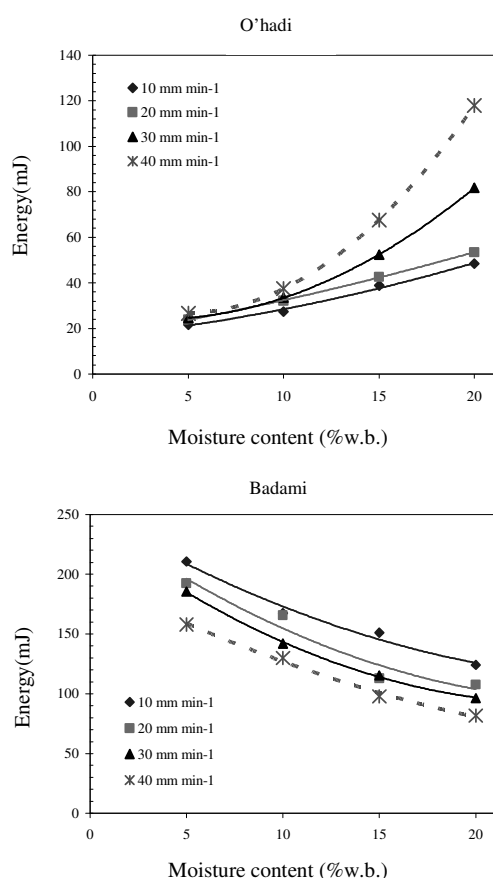 O’hadi
140
120
100
80
60
40
20
0
Energy(mJ)
10 mm min-1
20 mm min-1
30 mm min-1
40 mm min-1
0 5 10 15 20
Moisture content (%w.b.)
Badami
250
200
150
100
50
0
Energy(mJ)
10 mm min-1
20 mm min-1
30 mm min-1
40 mm min-1
0 5 10 15 20
Moisture content (%w.b.)